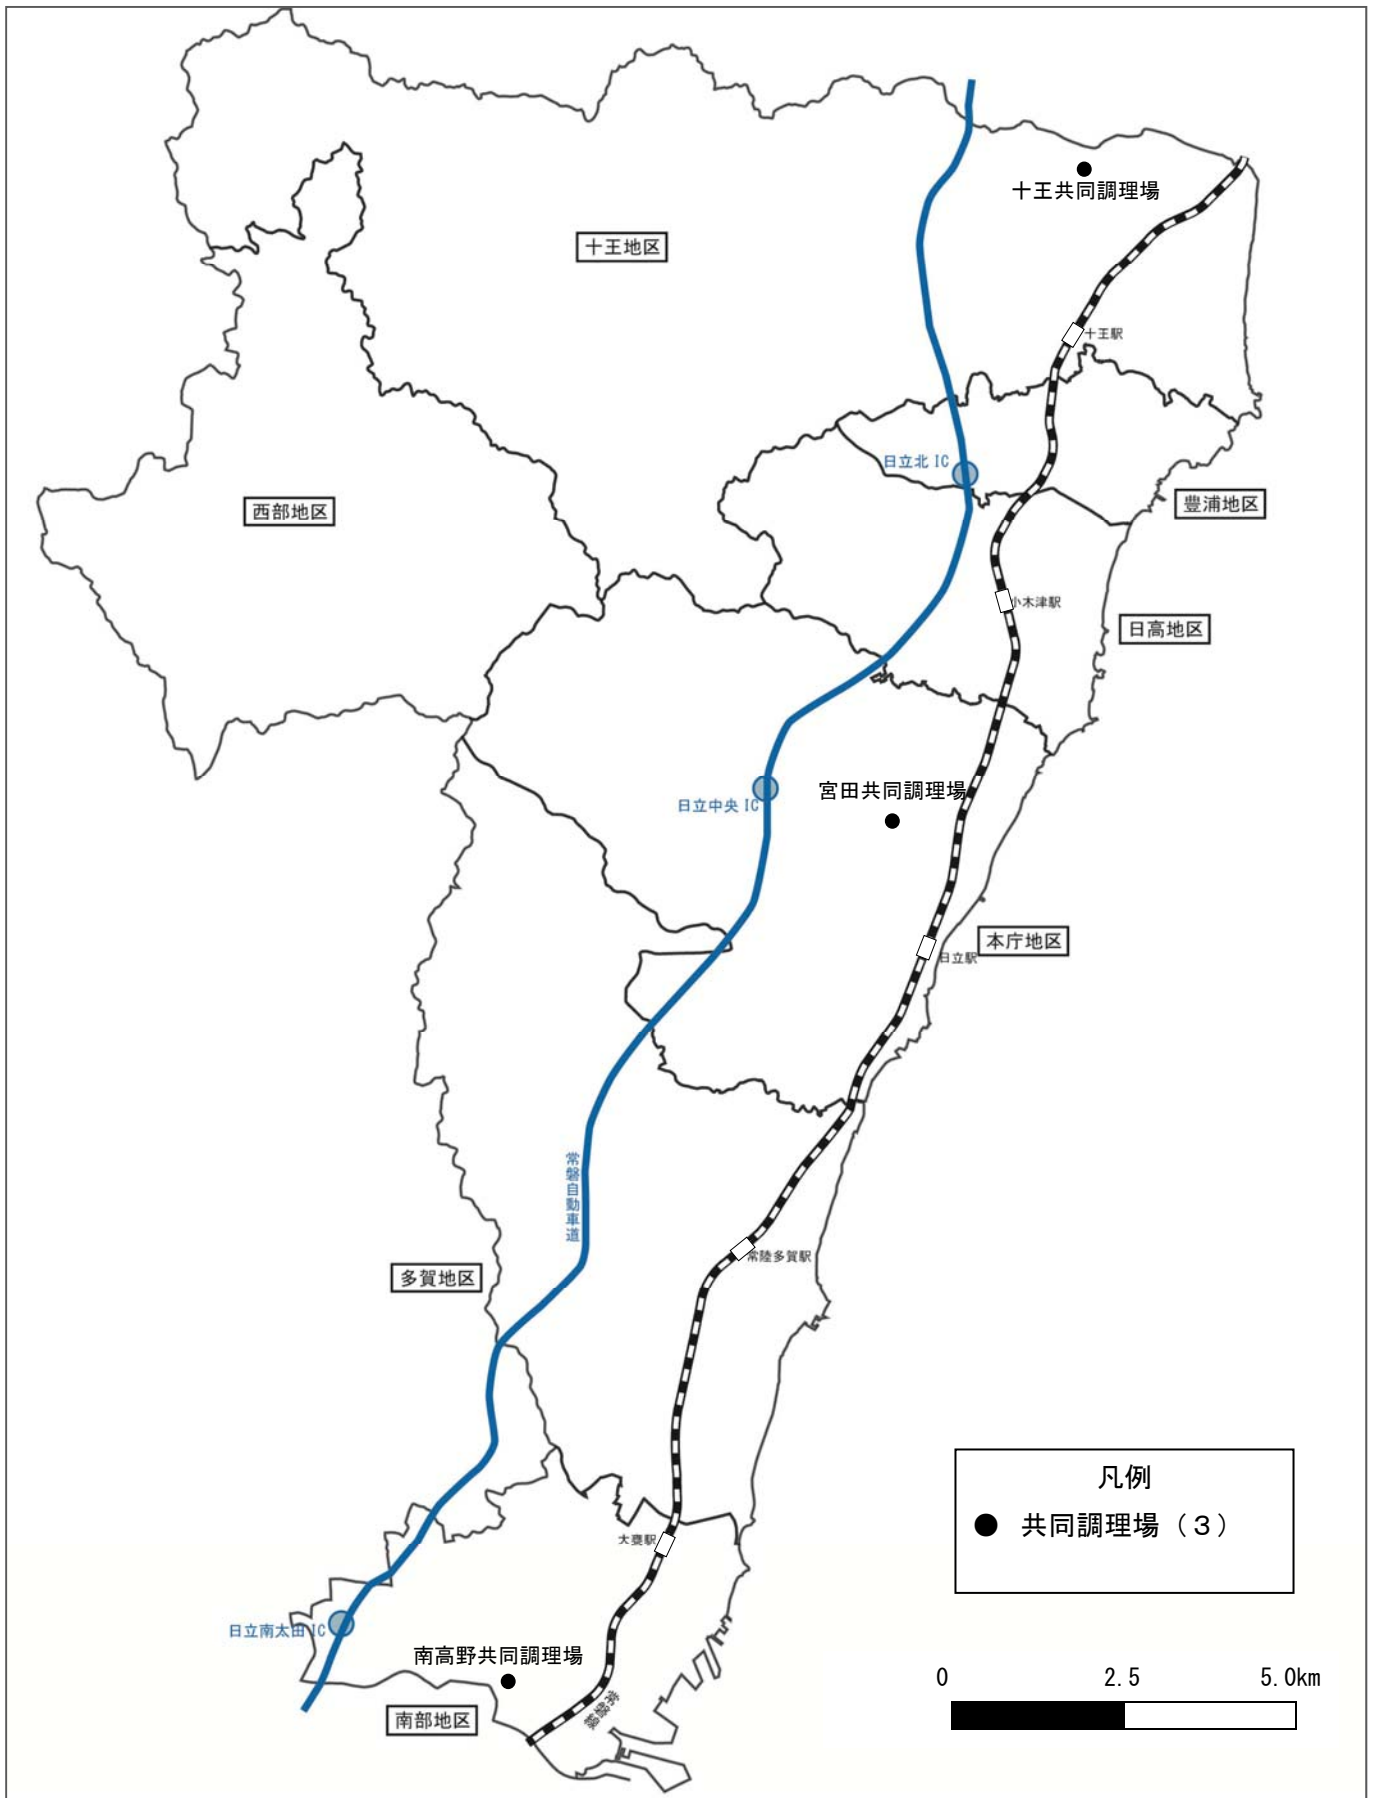 十王共同調理場
十王地区
十王駅
日立北 IC
豊浦地区
西部地区
小木津駅
日高地区
宮田共同調理場
日立中央 IC
本庁地区
日立駅
常磐自動車道
常陸多賀駅
多賀地区
凡例
● 共同調理場（３）
大甕駅
日立南太田 IC
南高野共同調理場
0 2.5 5.0km
常磐線
南部地区